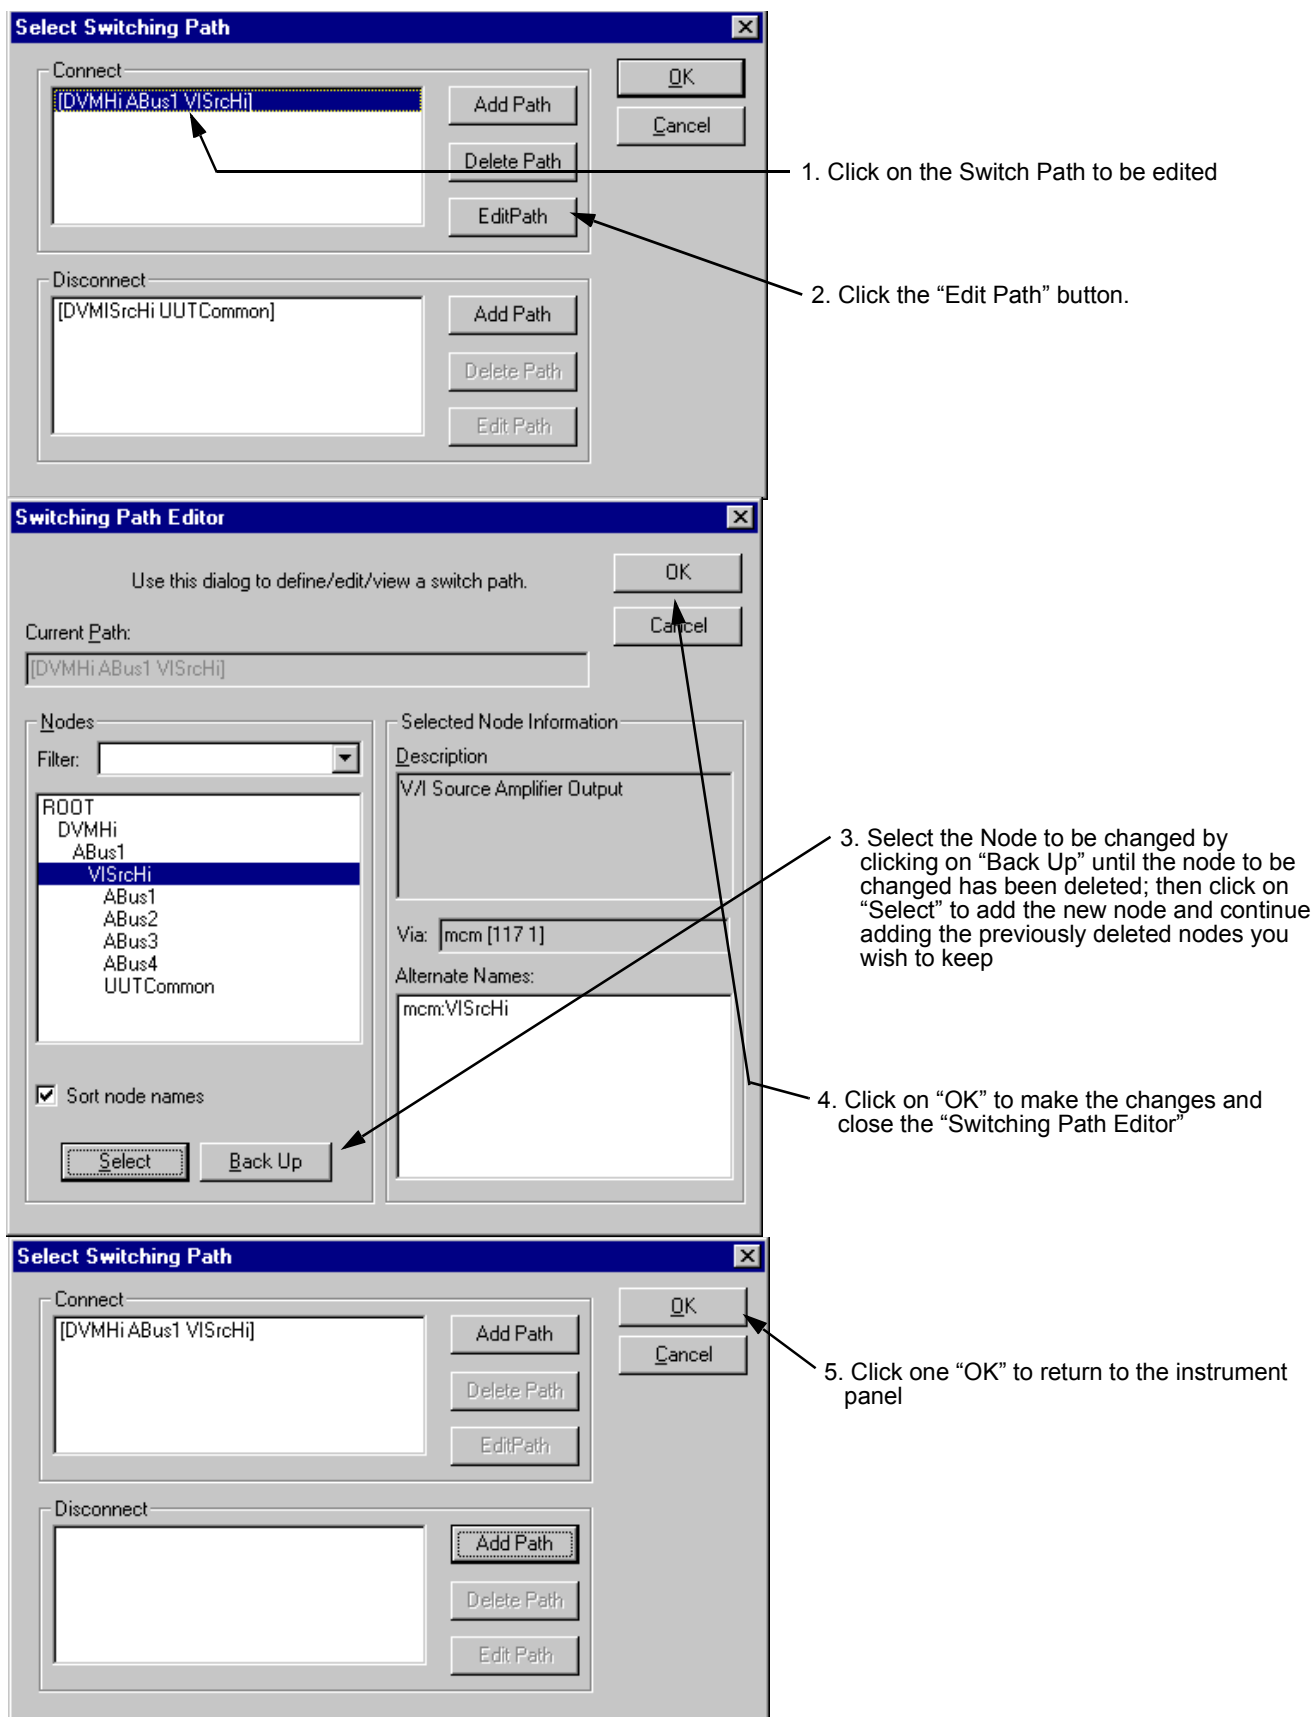 Select Switching Path
Connect
[DVMHi ABus1 VISrcHi]
Add Path
Delete Path
EditPath
OK
Cancel
1. Click on the Switch Path to be edited
2. Click the “Edit Path” button.
Disconnect
[DVMISrcHi UUTCommon]
Add Path
Delete Path
Edit Path
Switching Path Editor
Use this dialog to define/edit/view a switch path.
OK
Cancel
Current Path:
[DVMHi ABus1 VISrcHi]
Nodes
Filter:
ROOT
DVMHi
ABus1
VISrcHi
ABus1
ABus2
ABus3
ABus4
UUTCommon
Sort node names
Select
Back Up
Selected Node Information
Description
V/I Source Amplifier Output
Via: mcm [117 1]
Alternate Names:
mcm:VISrcHi
3. Select the Node to be changed by
clicking on “Back Up” until the node to be
changed has been deleted; then click on
“Select” to add the new node and continue
adding the previously deleted nodes you
wish to keep
4. Click on “OK” to make the changes and
close the “Switching Path Editor”
Select Switching Path
Connect
[DVMHi ABus1 VISrcHi]
Add Path
Delete Path
EditPath
OK
Cancel
5. Click one “OK” to return to the instrument
panel
Disconnect
Add Path
Delete Path
Edit Path